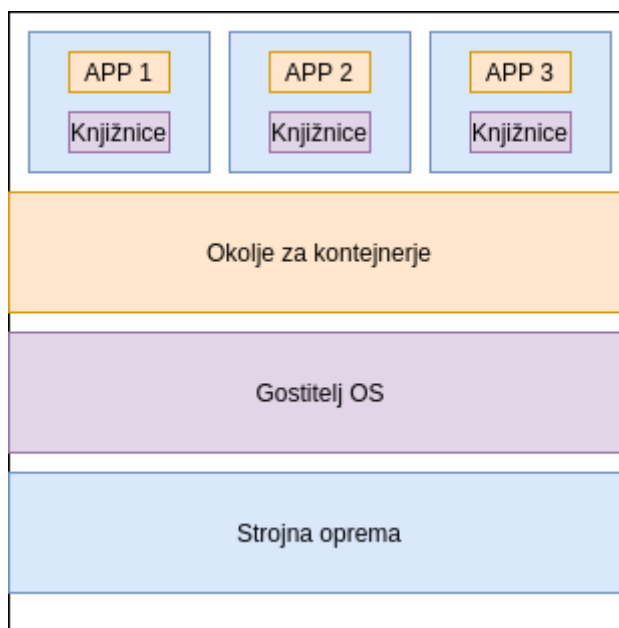 APP 1
APP 2
APP 3
Knjižnice
Knjižnice
Knjižnice
Okolje za kontejnerje
Gostitelj OS
Strojna oprema